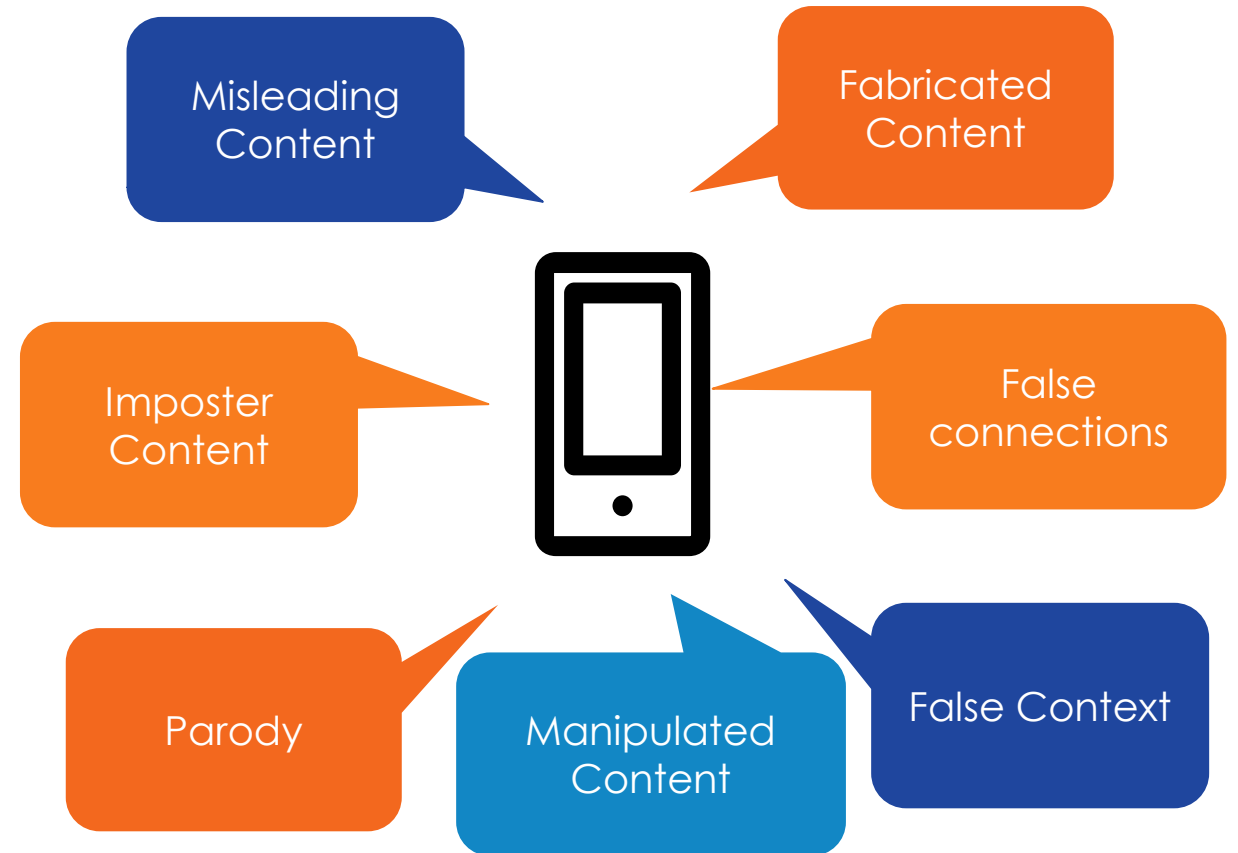 Misleading
Content
Fabricated
Content
Imposter
Content
False
connections
Parody
Manipulated
Content
False Context